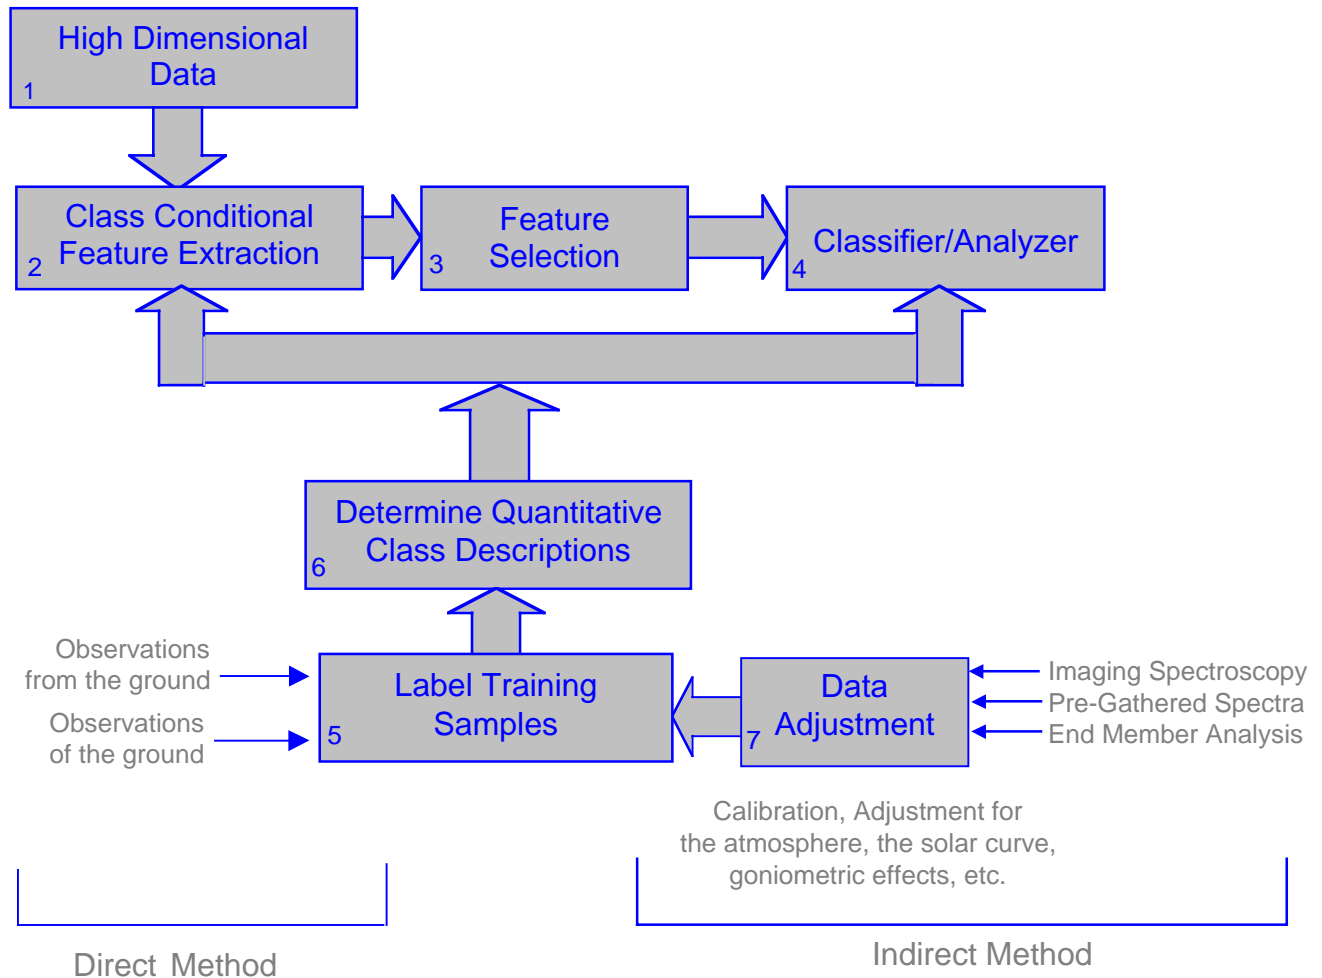 High Dimensional
Data
1
Class Conditional
Feature Extraction
2
Feature
Selection
3
Classifier/Analyzer
4
Determine Quantitative
Class Descriptions
6
Observations
from the ground
Observations
of the ground
Label Training
Samples
5
Data
Adjustment
7
Imaging Spectroscopy
Pre-Gathered Spectra
End Member Analysis
Calibration, Adjustment for
the atmosphere, the solar curve,
goniometric effects, etc.
Direct Method
Indirect Method